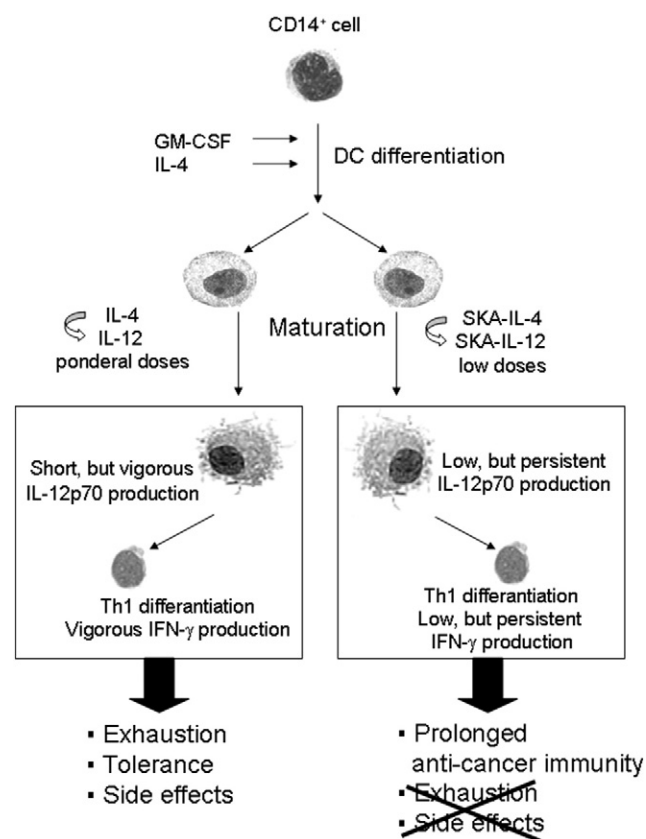 CD14⁺ cell
GM-CSF
IL-4
DC differentiation
IL-4
IL-12
ponderal doses
Maturation
SKA-IL-4
SKA-IL-12
low doses
Short, but vigorous
IL-12p70 production
Th1 differantiation
Vigorous IFN-γ production
Low, but persistent
IL-12p70 production
Th1 differantiation
Low, but persistent
IFN-γ production
▪ Exhaustion
▪ Tolerance
▪ Side effects
▪ Prolonged
anti-cancer immunity
▪ Exhaustion
▪ Side effects